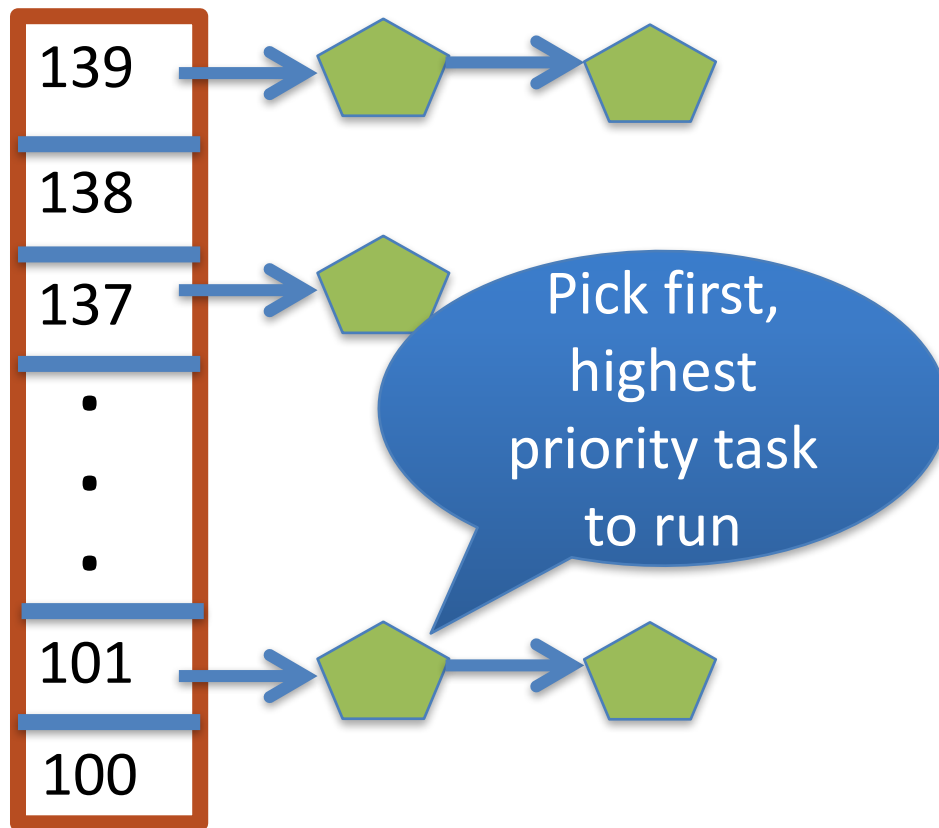 139
138
137
Pick first,
highest
priority task
to run
101
100